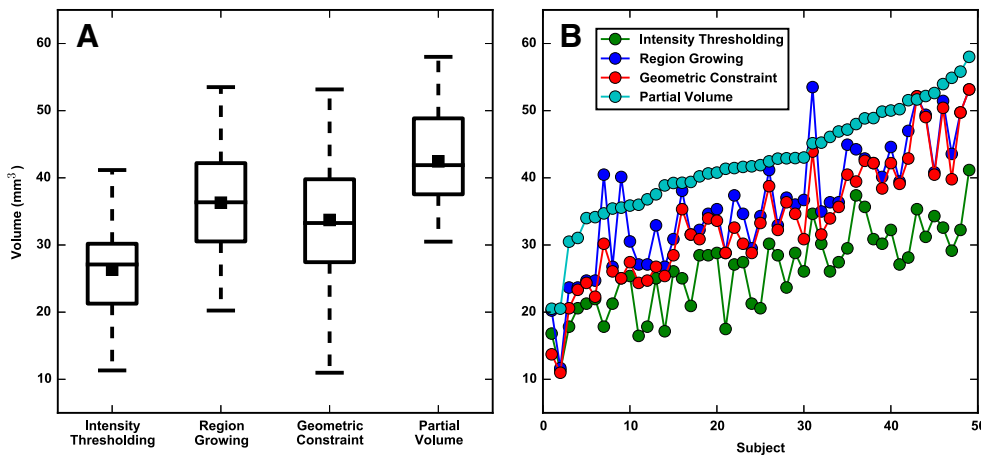 A
60
50
40
30
20
10
Volume (mm³)
Intensity
Thresholding
Region
Growing
Geometric
Constraint
Partial
Volume
B
Intensity Thresholding
Region Growing
Geometric Constraint
Partial Volume
60
50
40
30
20
10
0
10
20
30
40
50
Subject